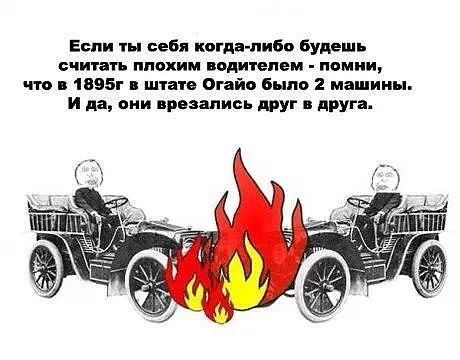 Если ты себя когда-либо будешь
считать плохим водителем - помни,
что в 1895г в штате Огайо было 2 машины.
И да, они врезались друг в друга.